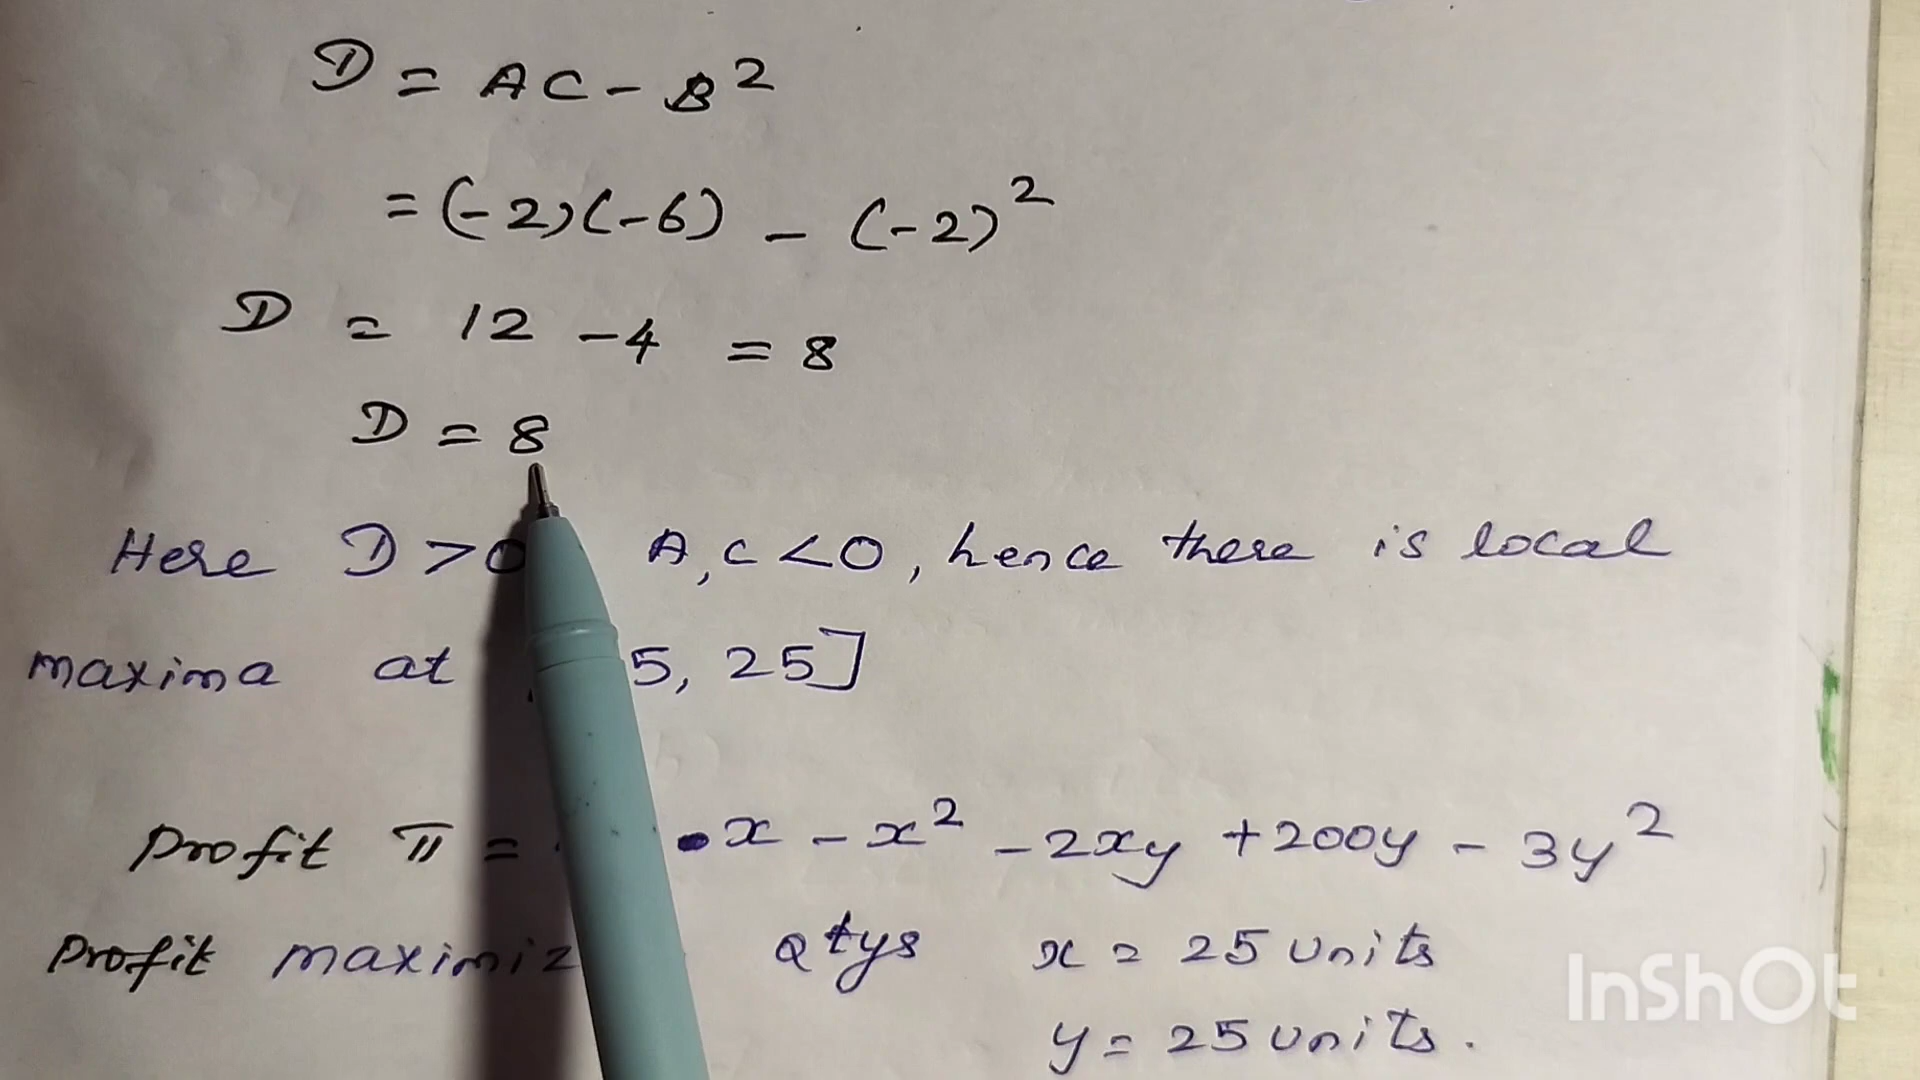 D = AC - B²
= (-2)(-6) - (-2)²
D = 12 - 4 = 8
D = 8
Here D > 0 A, C < 0, hence there is local
maxima at 5, 25]
Profit π = x - x² - 2xy + 200y - 3y²
Profit Qtys x = 25 units
y = 25 units.
InShOt